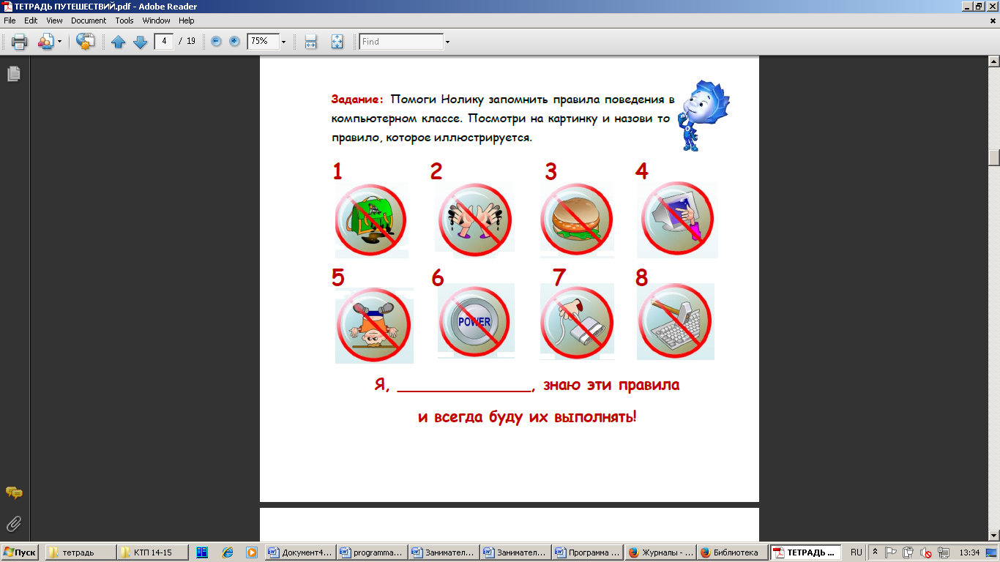 ТЕТРАДЬ ПУТЕШЕСТВИЙ.pdf - Adobe Reader
File Edit View Document Tools Window Help
4 / 19 75% Find
Задание: Помоги Нолику запомнить правила поведения в
компьютерном классе. Посмотри на картинку и назови то
правило, которое иллюстрируется.
1 2 3 4
5 6 7 8
POWER
Я, _______________, знаю эти правила
и всегда буду их выполнять!
Пуск тетрадь КТП 14-15 Документ4... programma... Занимател... Занимател... Программа ... Журналы - ... Библиотека ТЕТРАДЬ ... RU 13:34